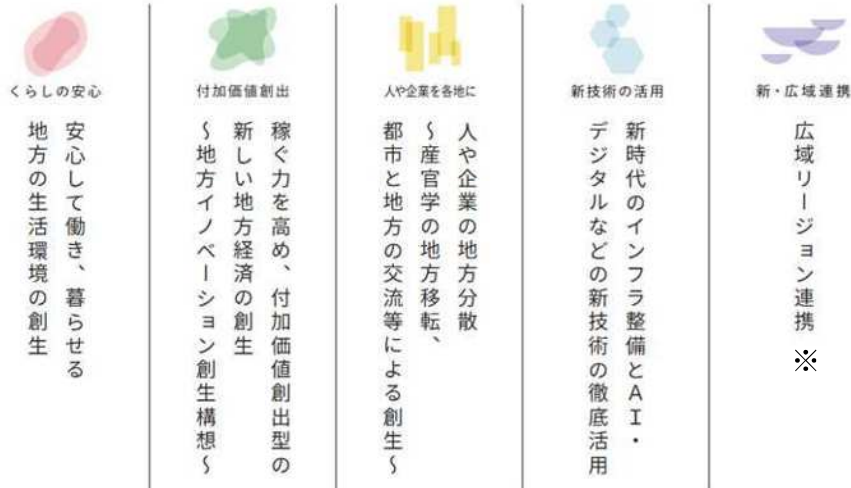 くらしの安心
安心して働き、暮らせる
地方の生活環境の創生
付加価値創出
稼ぐ力を高め、付加価値創出型の
新しい地方経済の創生
～地方イノベーション創生構想～
人や企業を各地に
人や企業の地方分散
～産官学の地方移転、
都市と地方の交流等による創生～
新技術の活用
新時代のインフラ整備とAI・
デジタルなどの新技術の徹底活用
新・広域連携
広域リージョン連携※